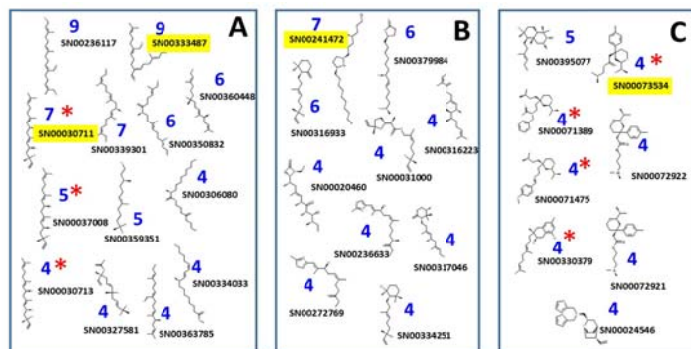 A
9
SN00236117
9
SN00333487
6
SN00360448
7 *
SN00030711
7
SN00339301
6
SN00350832
5 *
SN00037008
5
SN00359351
4
SN00306080
4 *
SN00030713
4
SN00327581
4
SN00363785
4
SN00334033
B
7
SN00241472
6
SN00379984
6
SN00316933
4
SN00316223
4
SN00020460
4
SN00031000
4
SN00236633
4
SN00317046
4
SN00272769
4
SN00334251
C
5
SN00395077
4 *
SN00073534
4 *
SN00071389
4
SN00072922
4 *
SN00071475
4 *
SN00330379
4
SN00072921
4
SN00024546